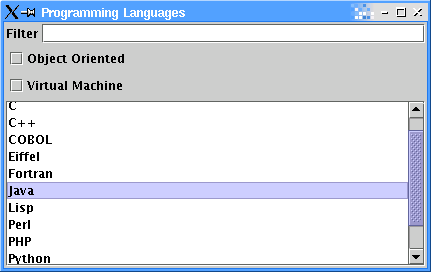 Programming Languages
Filter
Object Oriented
Virtual Machine
C
C++
COBOL
Eiffel
Fortran
Java
Lisp
Perl
PHP
Python